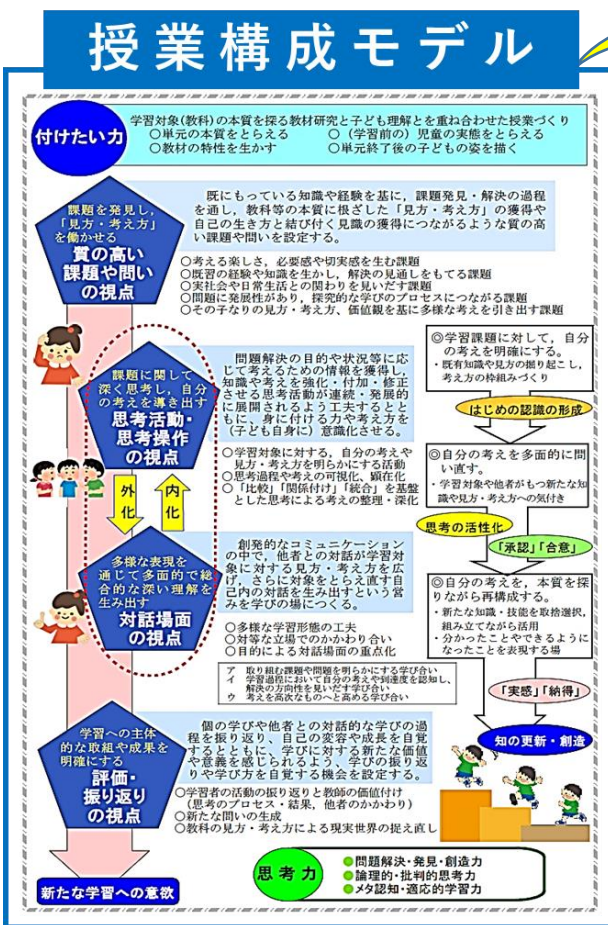 授業構成モデル
付けたい力
学習対象(教科)の本質を探る教材研究と子ども理解とを重ね合わせた授業づくり
○単元の本質をとらえる　○（学習前の）児童の実態をとらえる
○教材の特性を生かす　○単元終了後の子どもの姿を描く
課題を発見し，
「見方・考え方」
を働かせる
質の高い
課題や問い
の視点
既にもっている知識や経験を基に，課題発見・解決の過程
を通し，教科等の本質に根ざした「見方・考え方」の獲得や
自己の生き方と結び付く見識の獲得につながるような質の高
い課題や問いを設定する。
○考える楽しさ，必要感や切実感を生む課題
○既習の経験や知識を生かし，解決の見通しをもてる課題
○実社会や日常生活との関わりを見いだす課題
○問題に発展性があり，探究的な学びのプロセスにつながる課題
○その子なりの見方・考え方、価値観を基に多様な考えを引き出す課題
課題に関して
深く思考し，自分
の考えを導き出す
思考活動・
思考操作
の視点
問題解決の目的や状況等に応
じて考えるための情報を獲得し，
知識や考えを強化・付加・修正
させる思考活動が連続・発展的
に展開されるよう工夫するとと
もに、身に付ける力や考え方を
（子ども自身に）意識化させる。
○学習対象に対する，自分の考えや
見方・考え方を明らかにする活動
○思考過程や考えの可視化、顕在化
○「比較」「関係付け」「統合」を基盤
とした思考による考えの整理・深化
外化
内化
多様な表現を
通じて多面的で総
合的な深い理解を
生み出す
対話場面
の視点
創発的なコミュニケーション
の中で，他者との対話が学習対
象に対する見方・考え方を広
げ，さらに対象をとらえ直す自
己内の対話を生み出すという営
みを学びの場につくる。
○多様な学習形態の工夫
○対等な立場でのかかわり合い
○目的による対話場面の重点化
ア　取り組む課題や問題を明らかにする学び合い
イ　学習過程において自分の考えや到達度を認知し，
解決の方向性を見いだす学び合い
ウ　考えを高次なものへと高める学び合い
学習への主体
的な取組や成果を
明確にする
評価・
振り返り
の視点
個の学びや他者との対話的な学びの過
程を振り返り、自己の変容や成長を自覚
するとともに、学びに対する新たな価値
や意義を感じられるよう、学びの振り返
りや学び方を自覚する機会を設定する。
○学習者の活動の振り返りと教師の価値付け
（思考のプロセス・結果，他者のかかわり）
○新たな問いの生成
○教科の見方・考え方による現実世界の捉え直し
新たな学習への意欲
◎学習課題に対して，自分
の考えを明確にする。
・既有知識や見方の掘り起こし，
考え方の枠組みづくり
はじめの認識の形成
◎自分の考えを多面的に問
い直す。
・学習対象や他者がもつ新たな知
識や見方・考え方への気付き
思考の活性化
「承認」「合意」
◎自分の考えを，本質を探
りながら再構成する。
・新たな知識・技能を取捨選択，
組み立てながら活用
・分かったことやできるように
なったことを表現する場
「実感」「納得」
知の更新・創造
思考力
●問題解決・発見・創造力
●論理的・批判的思考力
●メタ認知・適応的学習力